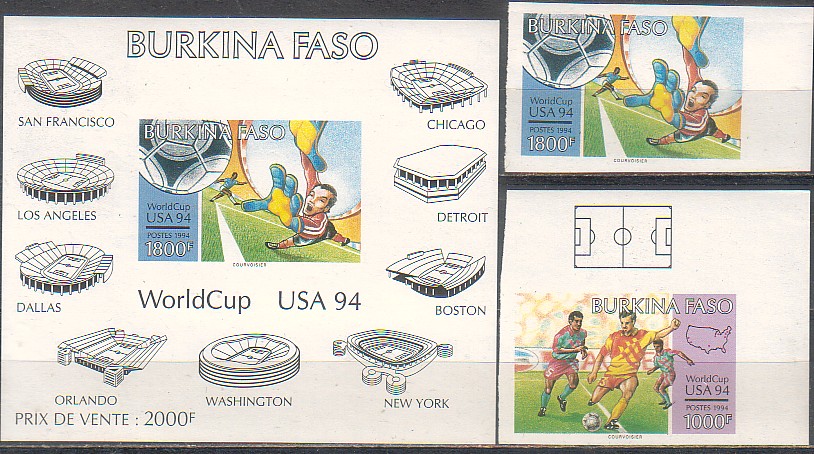 BURKINA FASO
SAN FRANCISCO
CHICAGO
LOS ANGELES
DETROIT
DALLAS
BOSTON
BURKINA FASO
WorldCup
USA 94
POSTES 1994
1800F
COURVOISIER
WorldCup USA 94
ORLANDO
WASHINGTON
NEW YORK
PRIX DE VENTE : 2000F
BURKINA FASO
WorldCup
USA 94
POSTES 1994
1800F
COURVOISIER
BURKINA FASO
WorldCup
USA 94
POSTES 1994
1000F
COURVOISIER